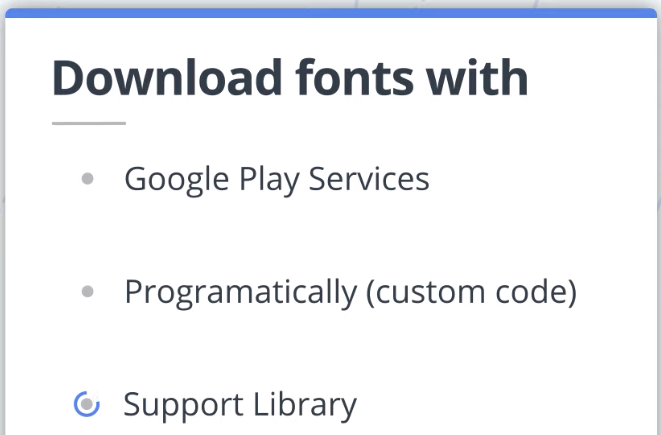 Download fonts with
Google Play Services
Programatically (custom code)
Support Library